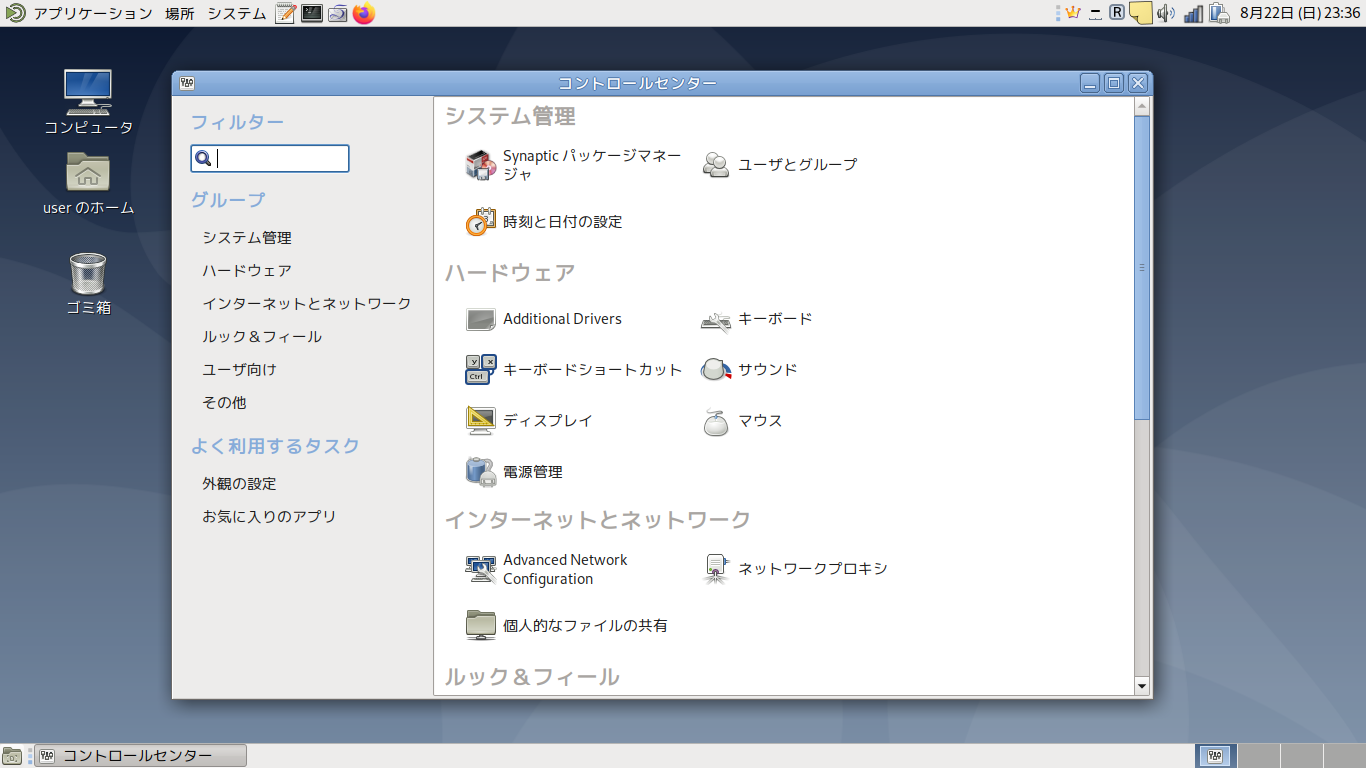 アプリケーション 場所 システム R 8月22日 (日) 23:36
コンピュータ
user のホーム
ゴミ箱
コントロールセンター
フィルター
グループ
システム管理
ハードウェア
インターネットとネットワーク
ルック＆フィール
ユーザ向け
その他
よく利用するタスク
外観の設定
お気に入りのアプリ
システム管理
Synaptic パッケージマネー
ジャ
ユーザとグループ
時刻と日付の設定
ハードウェア
Additional Drivers
キーボード
Y X
Ctrl
キーボードショートカット
サウンド
ディスプレイ
マウス
電源管理
インターネットとネットワーク
Advanced Network
Configuration
ネットワークプロキシ
個人的なファイルの共有
ルック＆フィール
コントロールセンター